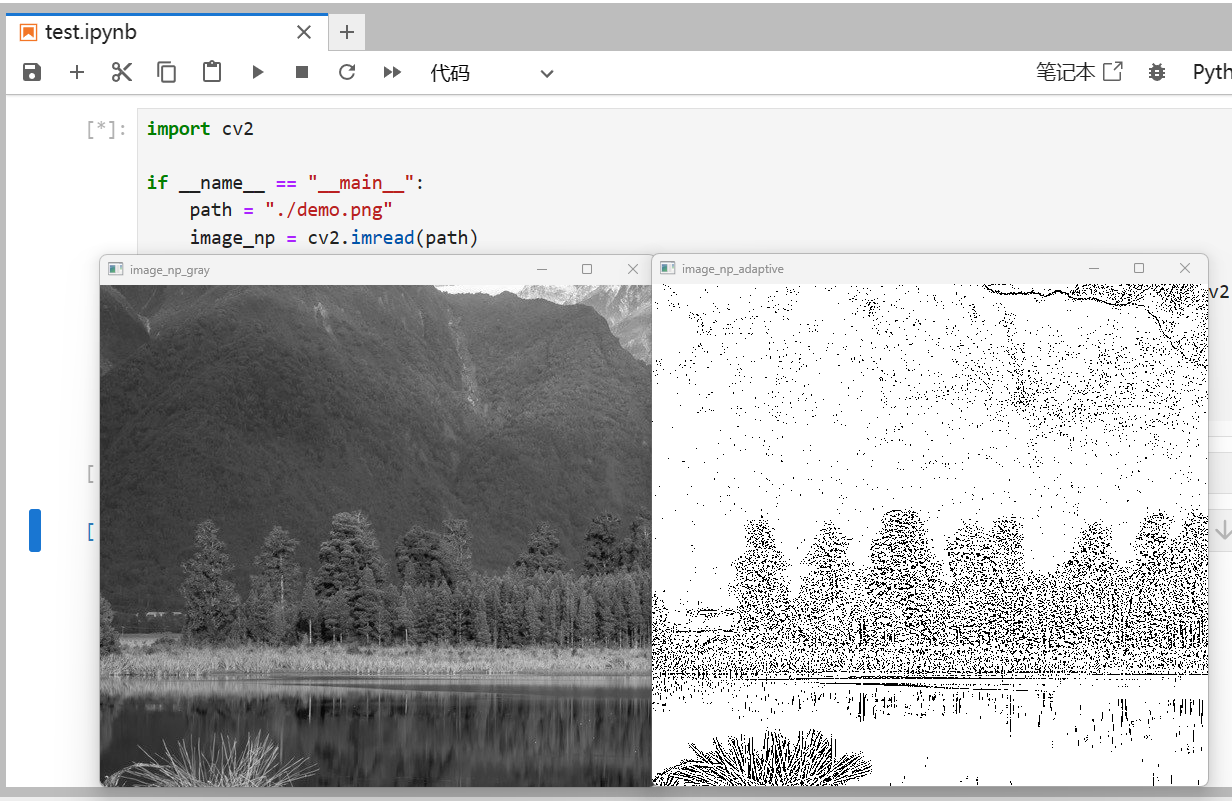 test.ipynb
代码
笔记本
Pyth
[*]:
import cv2
if __name__ == "__main__":
path = "./demo.png"
image_np = cv2.imread(path)
image_np_gray
image_np_adaptive
v2
[
[